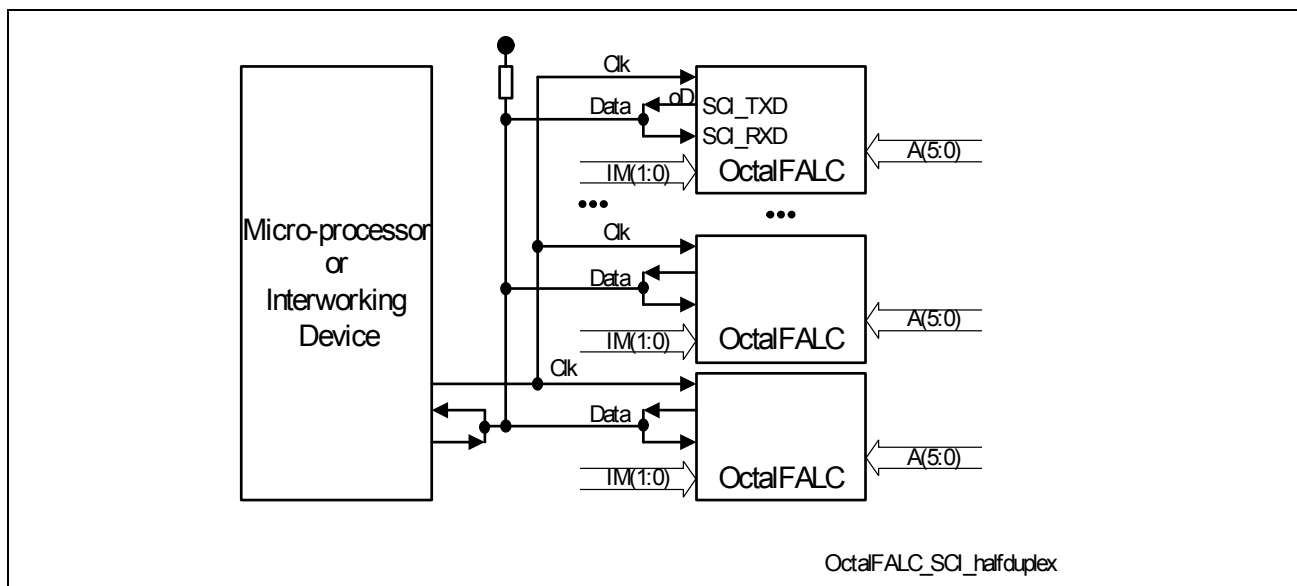 Clk
oD
Data
SCI_TXD
SCI_RXD
A(5:0)
IM(1:0)
OctalFALC
Clk
Data
Micro-processor
or
Interworking
Device
A(5:0)
IM(1:0)
OctalFALC
Clk
Data
A(5:0)
IM(1:0)
OctalFALC
OctalFALC_SCI_halfduplex